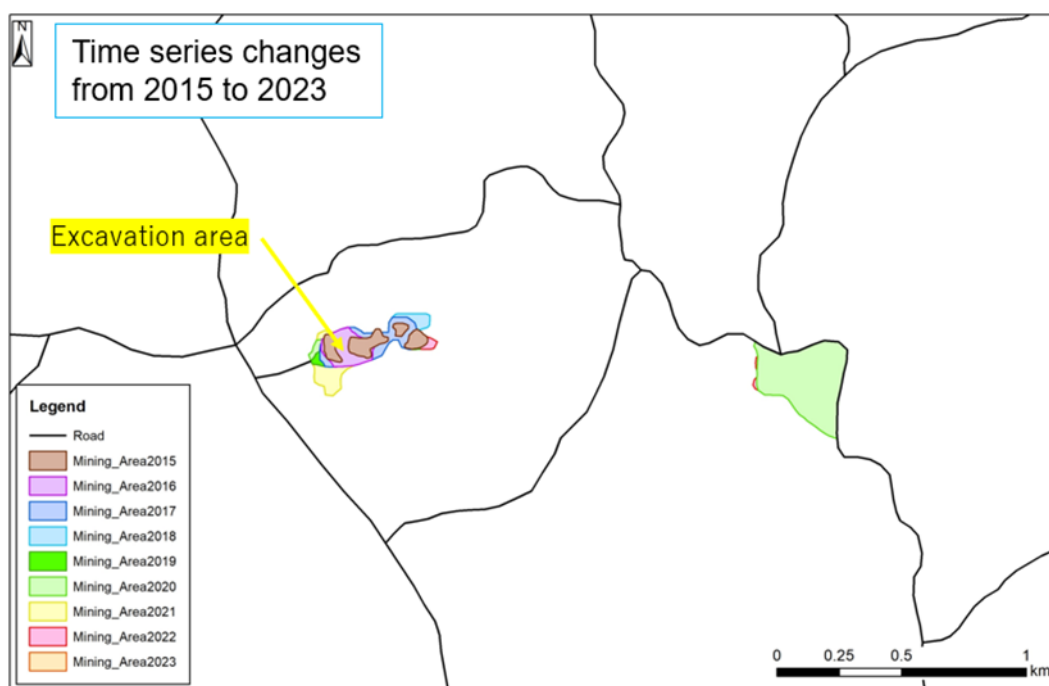 N
Time series changes
from 2015 to 2023
Excavation area
Legend
Road
Mining_Area2015
Mining_Area2016
Mining_Area2017
Mining_Area2018
Mining_Area2019
Mining_Area2020
Mining_Area2021
Mining_Area2022
Mining_Area2023
0 0.25 0.5 1
km